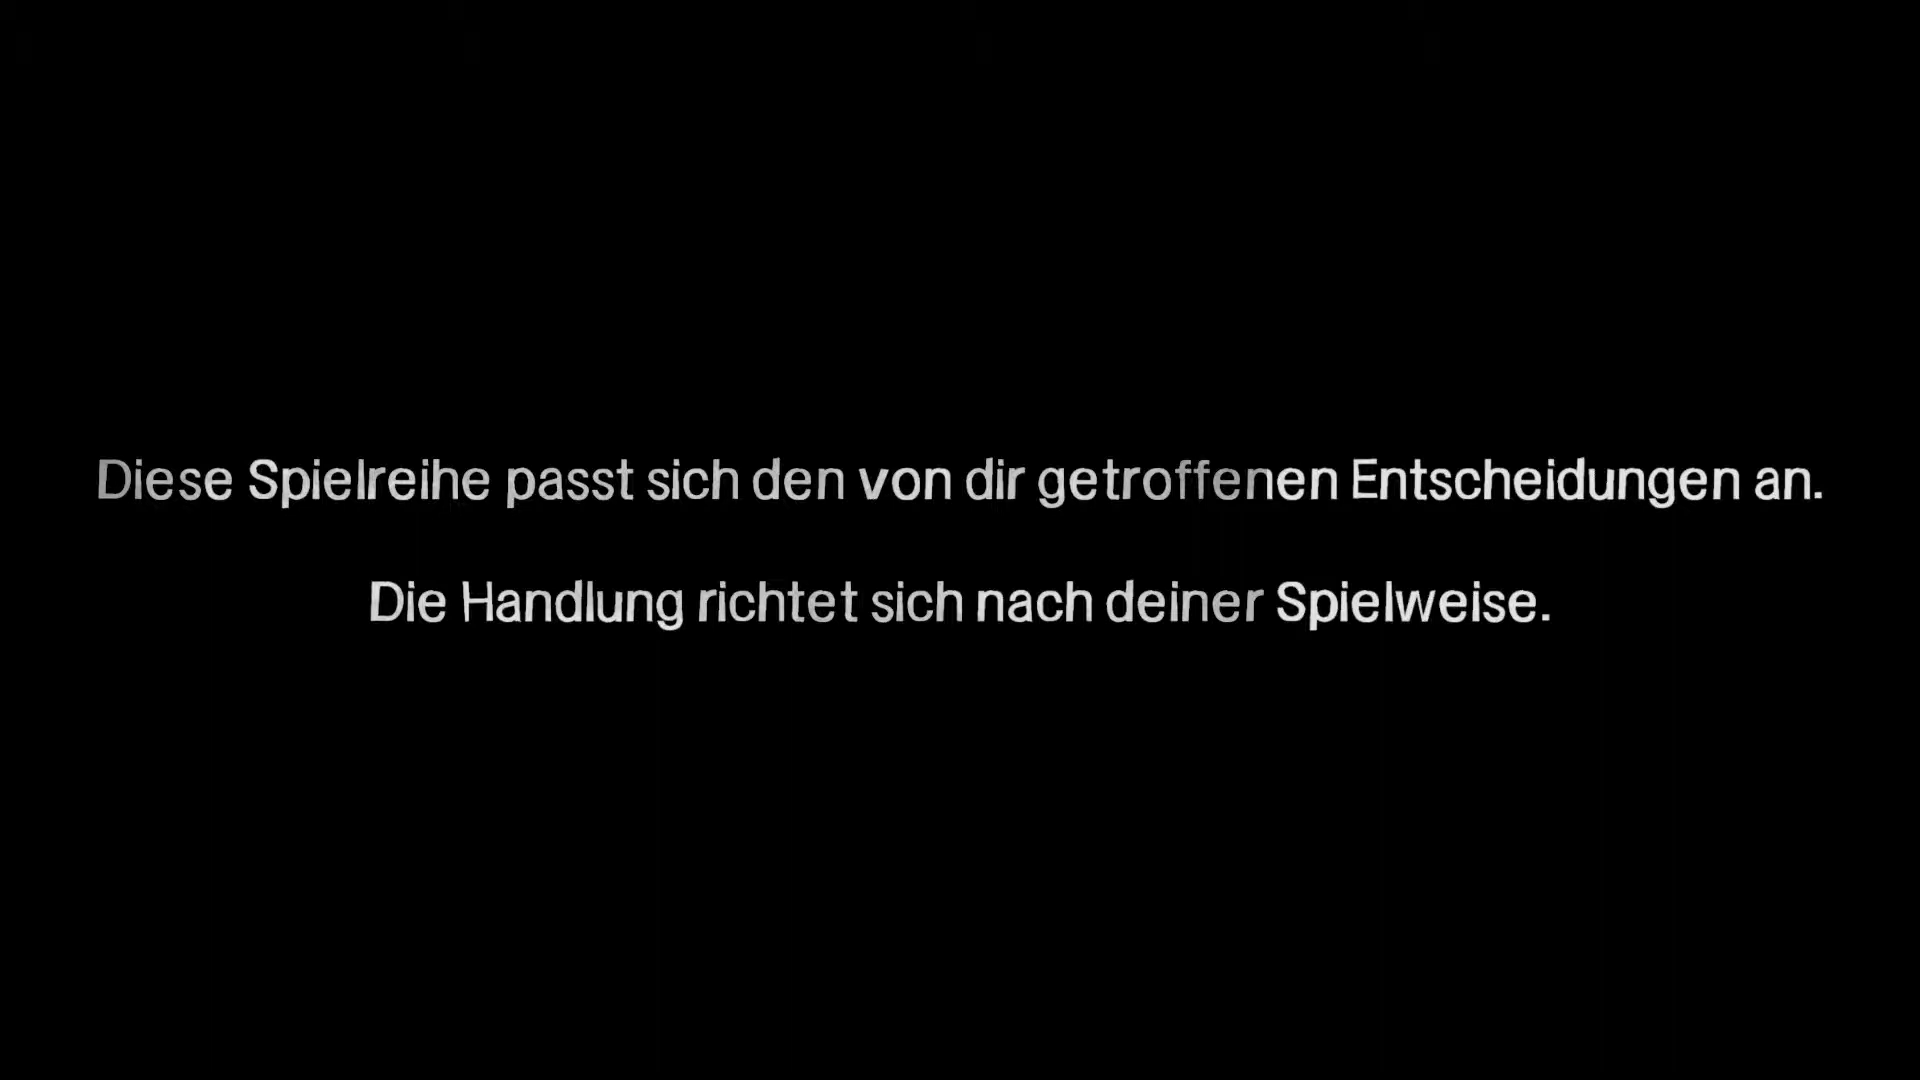 Diese Spielreihe passt sich den von dir getroffenen Entscheidungen an.
Die Handlung richtet sich nach deiner Spielweise.